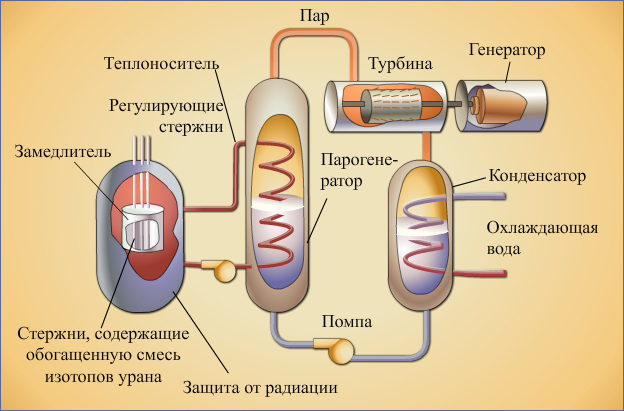 Пар
Теплоноситель
Турбина
Генератор
Регулирующие
стержни
Замедлитель
Парогене-
ратор
Конденсатор
Охлаждающая
вода
Помпа
Стержни, содержащие
обогащенную смесь
изотопов урана
Защита от радиации